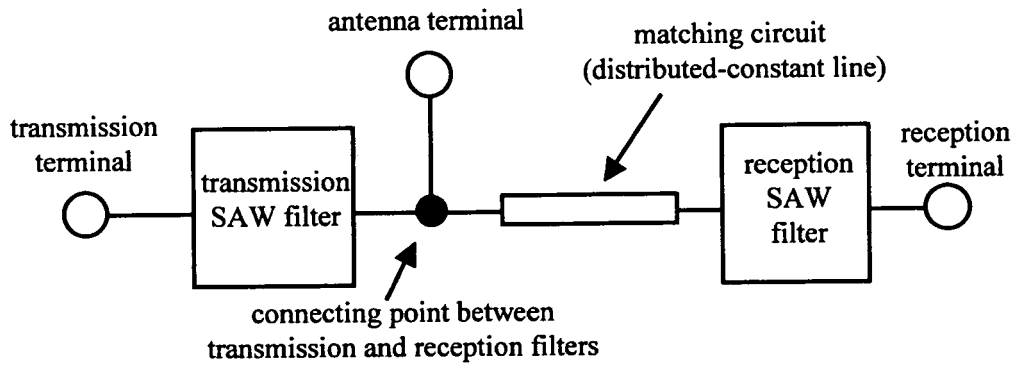 antenna terminal
matching circuit
(distributed-constant line)
transmission
terminal
transmission
SAW filter
reception
SAW
filter
reception
terminal
connecting point between
transmission and reception filters